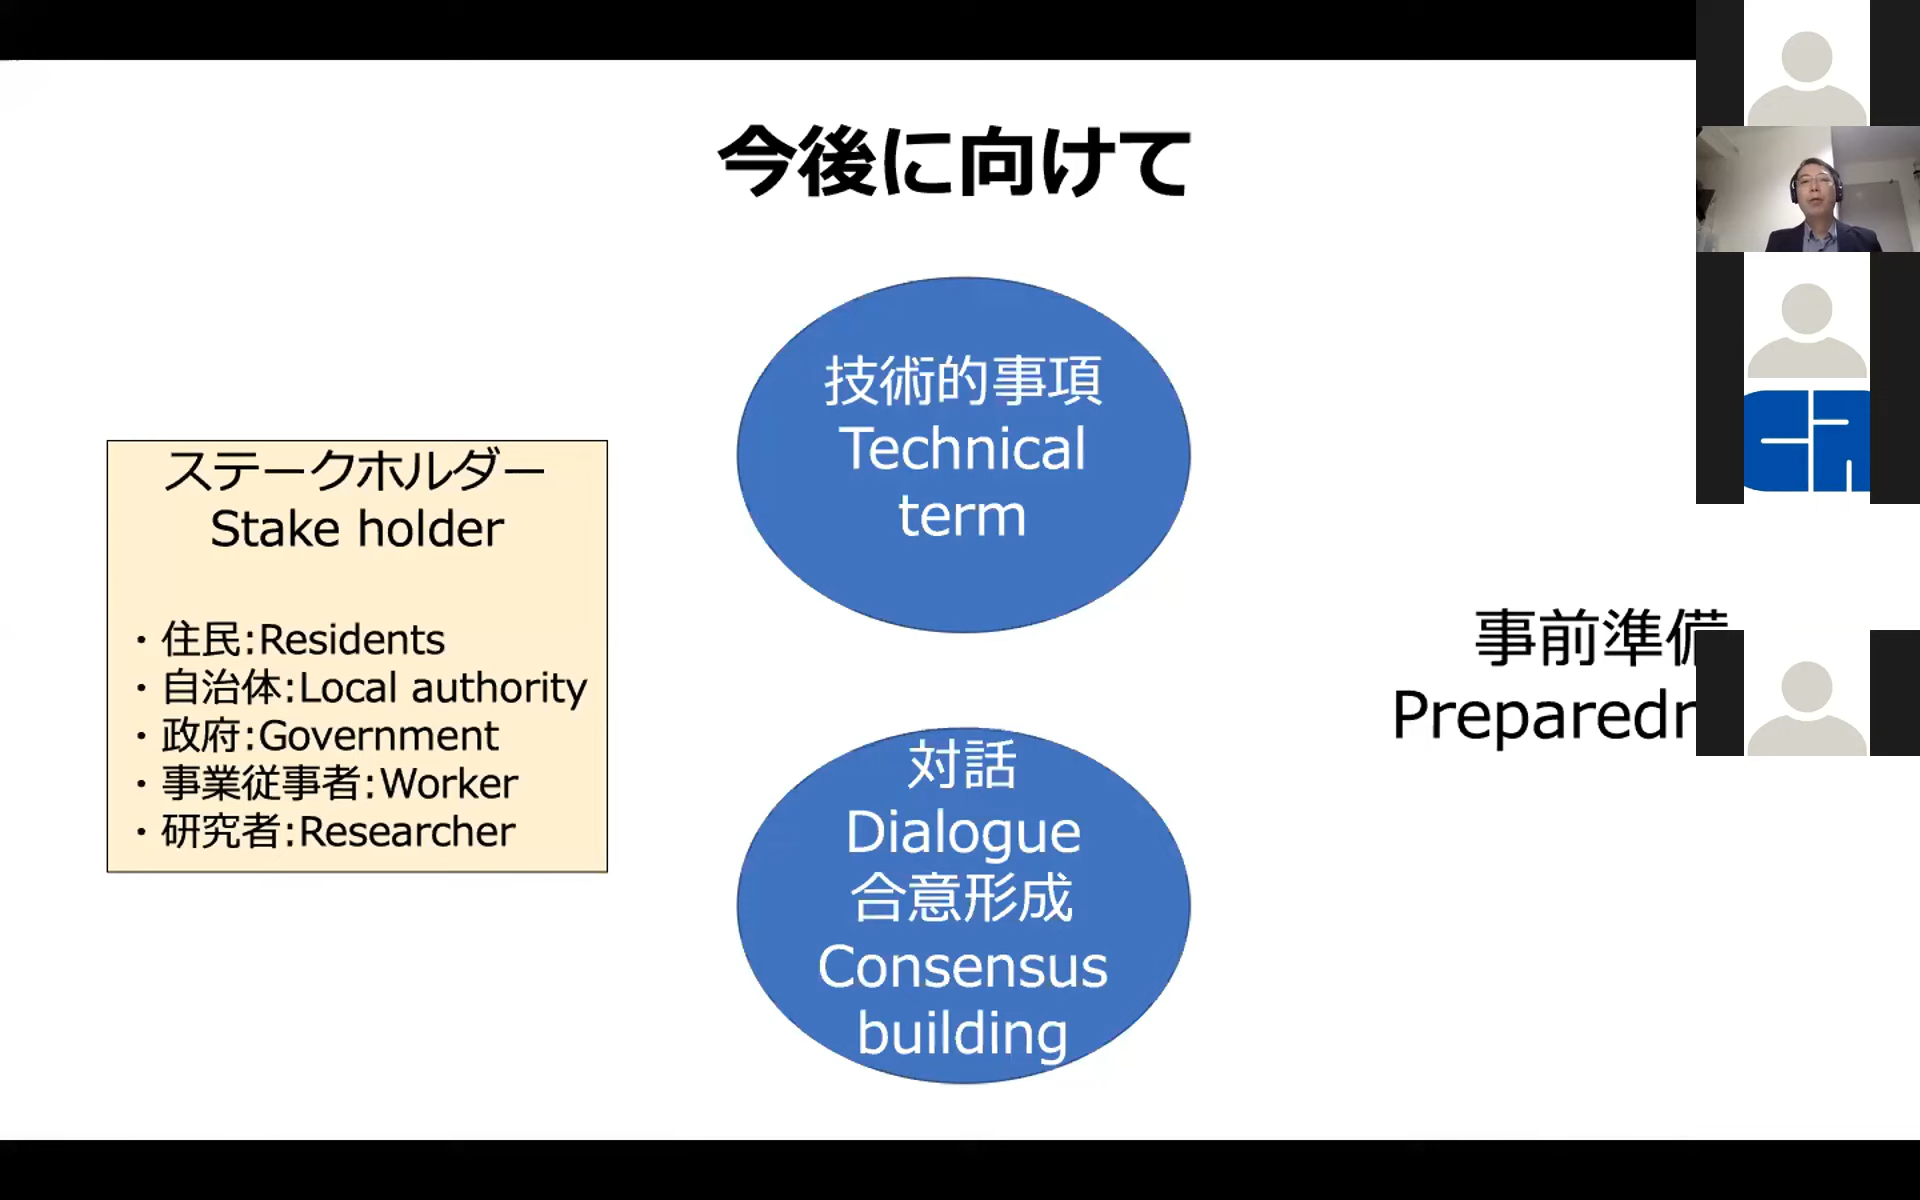 今後に向けて
ステークホルダー
Stake holder
・住民:Residents
・自治体:Local authority
・政府:Government
・事業従事者:Worker
・研究者:Researcher
技術的事項
Technical
term
対話
Dialogue
合意形成
Consensus
building
事前準備